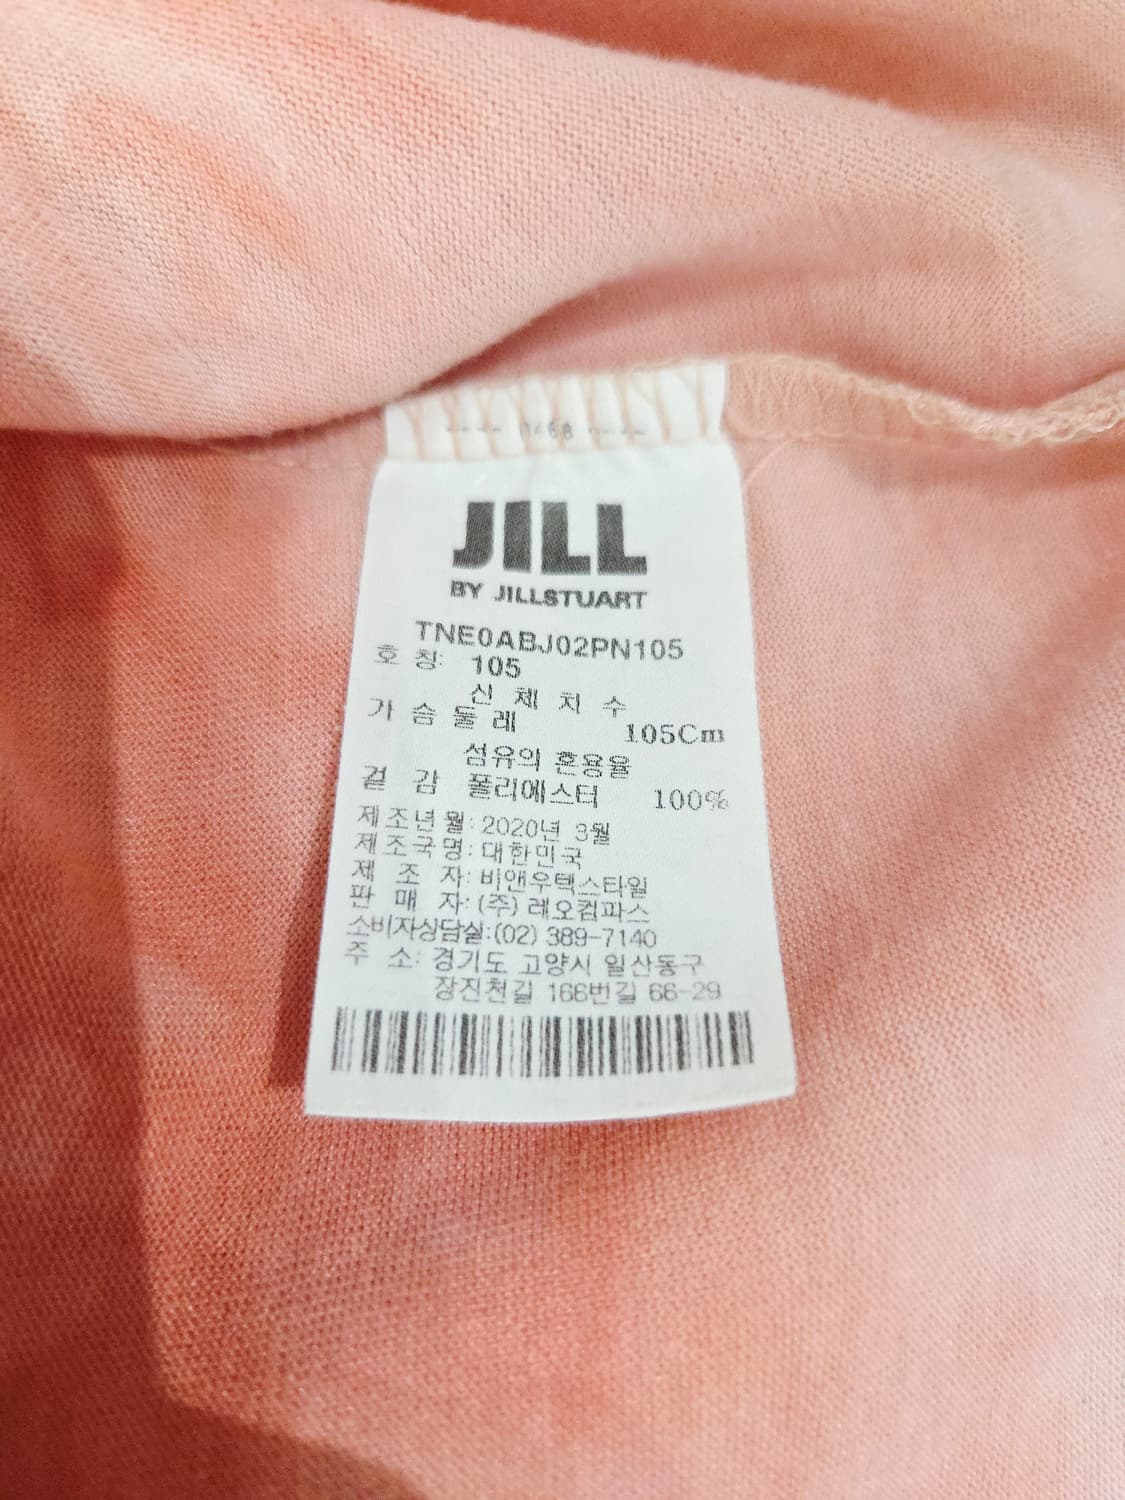 JILL
BY JILLSTUART
TNE0ABJ02PN105
호 칭: 105
신 체 치 수
가 슴 둘 레 105Cm
섬유의 혼용율
겉 감 폴리에스터 100%
제조년월: 2020년 3월
제조국명: 대한민국
제 조 자: 비앤우텍스타일
판 매 자: (주) 레오컴파스
소비자상담실:(02) 389-7140
주 소: 경기도 고양시 일산동구
장진천길 166번길 66-29